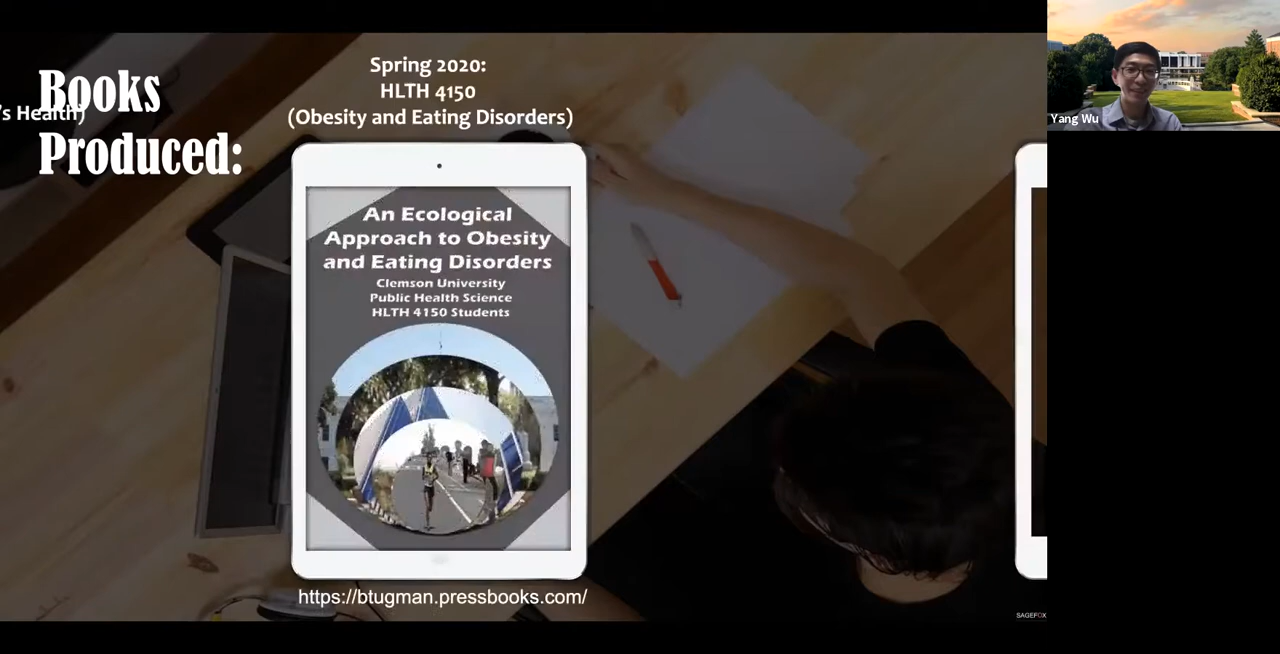 Books
Produced:
's Health)
Spring 2020:
HLTH 4150
(Obesity and Eating Disorders)
An Ecological
Approach to Obesity
and Eating Disorders
Clemson University
Public Health Science
HLTH 4150 Students
https://btugman.pressbooks.com/
SAGEFOX
Yang Wu